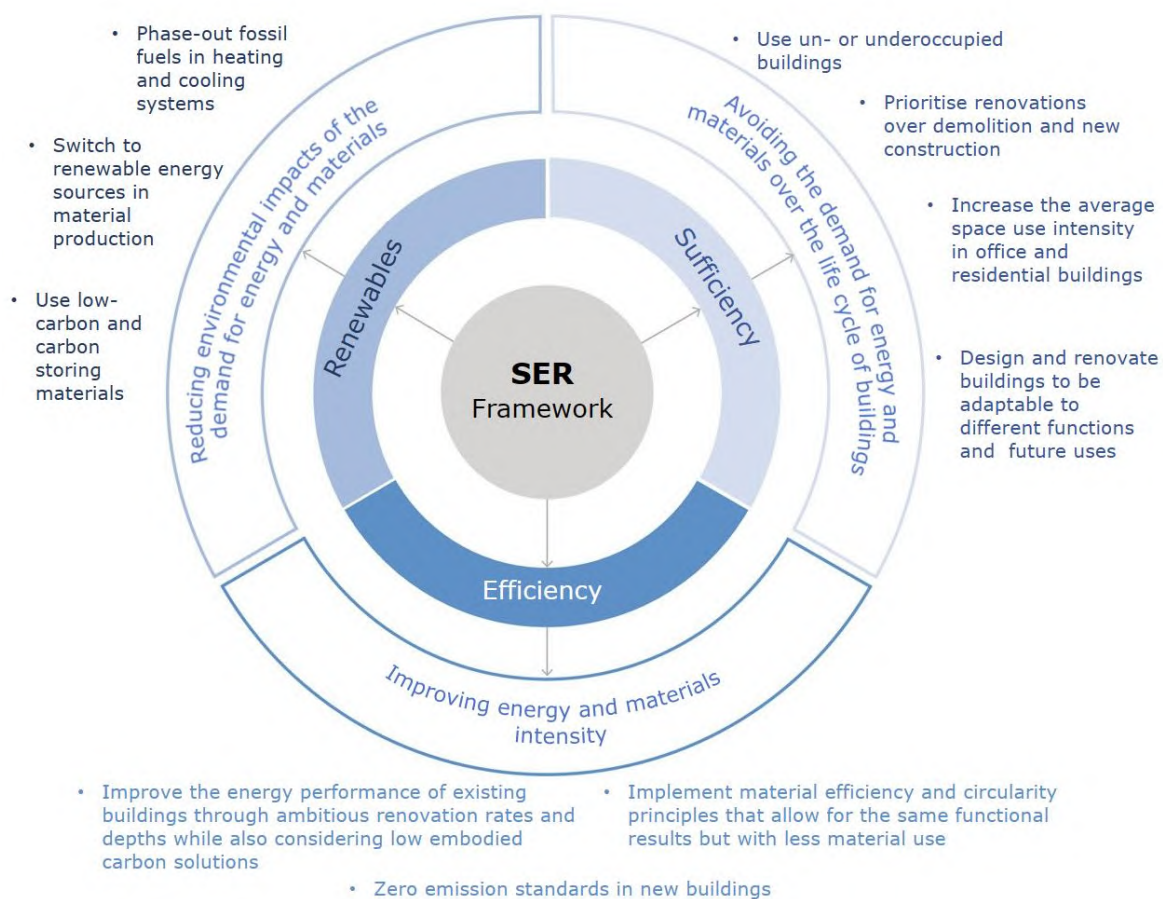 • Phase-out fossil
fuels in heating
and cooling
systems
• Switch to
renewable energy
sources in
material
production
• Use low-
carbon and
carbon
storing
materials
• Use un- or underoccupied
buildings
• Prioritise renovations
over demolition and new
construction
• Increase the average
space use intensity
in office and
residential buildings
• Design and renovate
buildings to be
adaptable to
different functions
and future uses
Reducing environmental impacts of the
demand for energy and materials
Avoiding the demand for energy and
materials over the life cycle of buildings
Renewables
Sufficiency
SER
Framework
Efficiency
Improving energy and materials
intensity
• Improve the energy performance of existing
buildings through ambitious renovation rates and
depths while also considering low embodied
carbon solutions
• Implement material efficiency and circularity
principles that allow for the same functional
results but with less material use
• Zero emission standards in new buildings